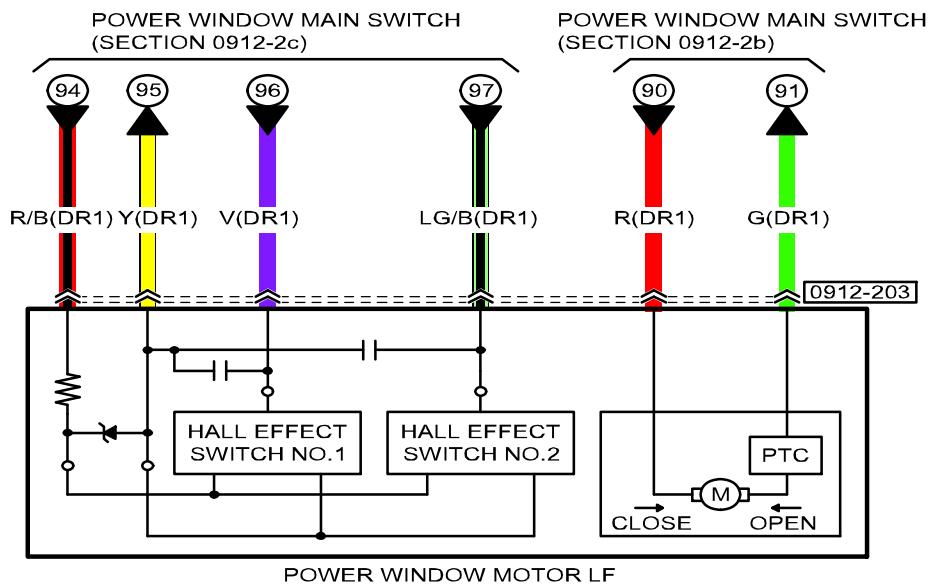 POWER WINDOW MAIN SWITCH
(SECTION 0912-2c)
POWER WINDOW MAIN SWITCH
(SECTION 0912-2b)
94 95 96 97 90 91
R/B(DR1) Y(DR1) V(DR1) LG/B(DR1) R(DR1) G(DR1)
0912-203
HALL EFFECT
SWITCH NO.1
HALL EFFECT
SWITCH NO.2
PTC
M
CLOSE
OPEN
POWER WINDOW MOTOR LF